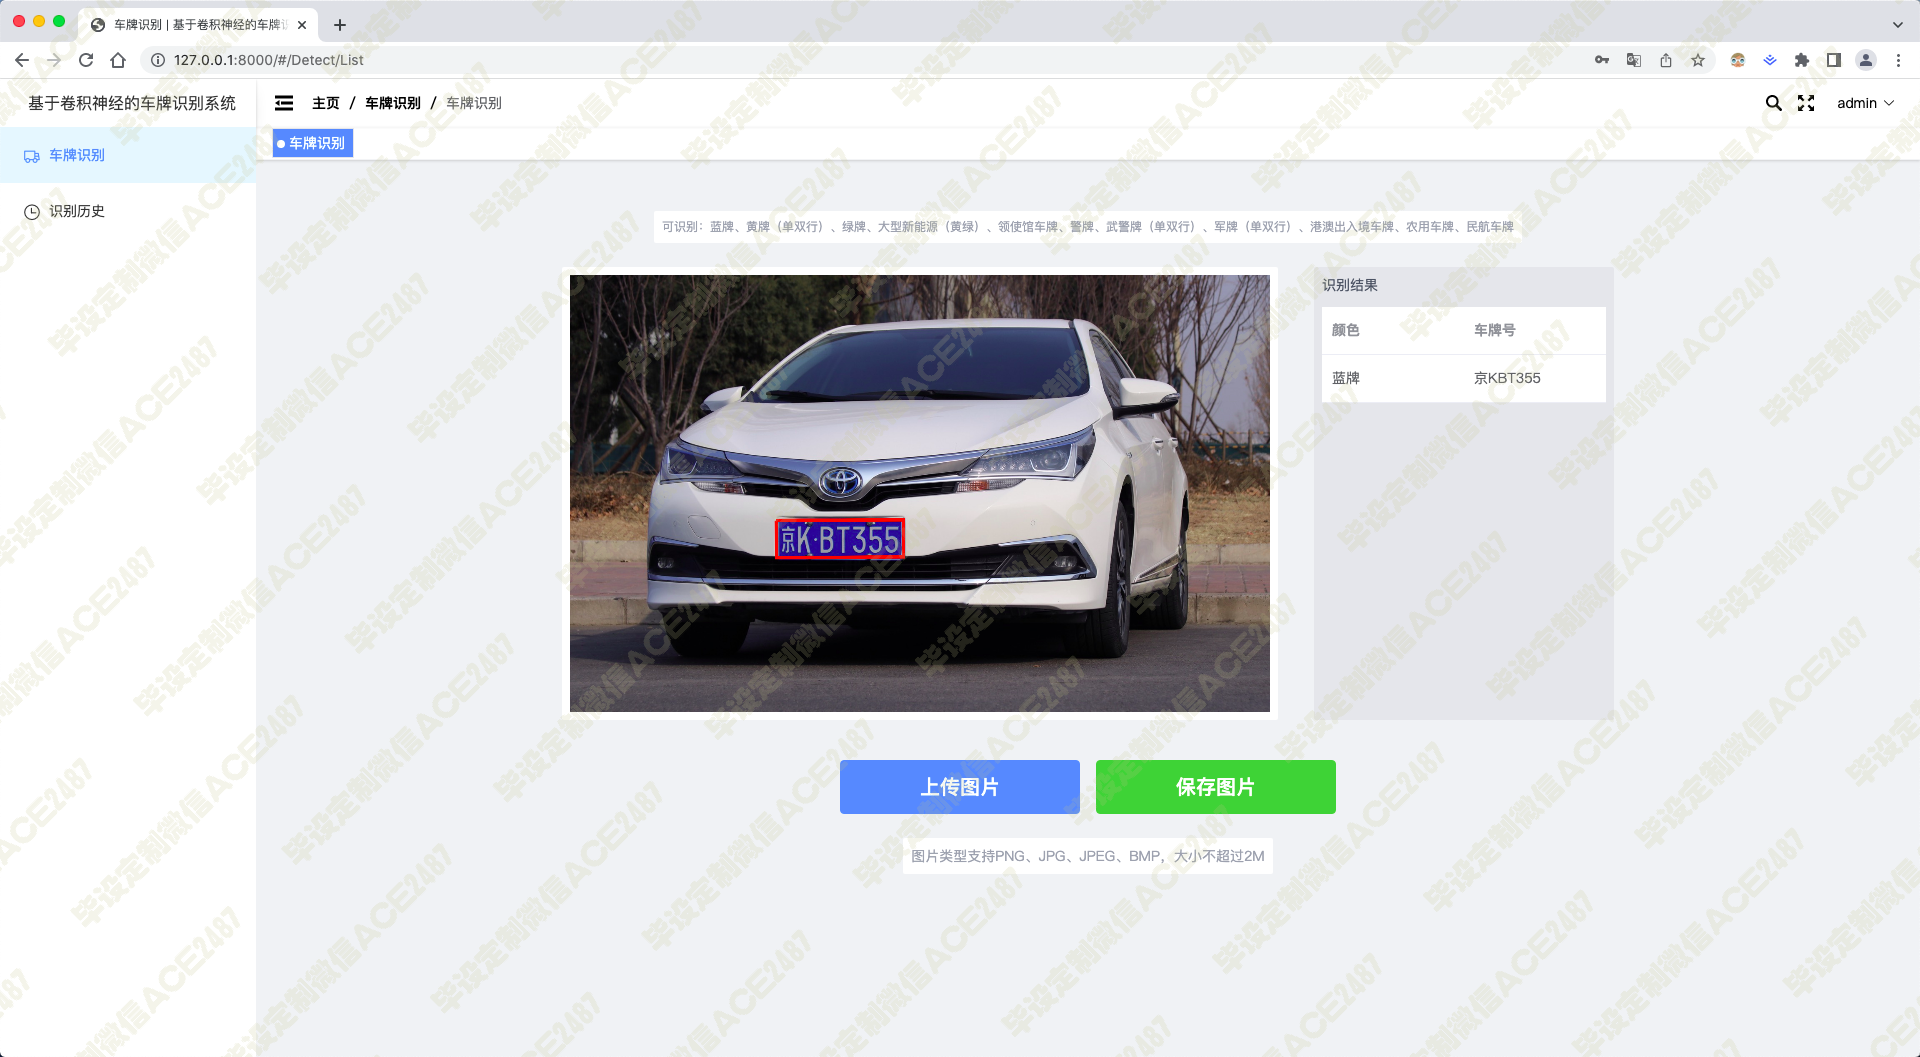 车牌识别 | 基于卷积神经的车牌识
127.0.0.1:8000/#/Detect/List
基于卷积神经的车牌识别系统
主页 / 车牌识别 / 车牌识别
admin
车牌识别
车牌识别
识别历史
可识别：蓝牌、黄牌（单双行）、绿牌、大型新能源（黄绿）、领使馆车牌、警牌、武警牌（单双行）、军牌（单双行）、港澳出入境车牌、农用车牌、民航车牌
京K·BT355
识别结果
颜色 车牌号
蓝牌 京KBT355
上传图片
保存图片
图片类型支持PNG、JPG、JPEG、BMP，大小不超过2M
毕设定制微信ACE2487